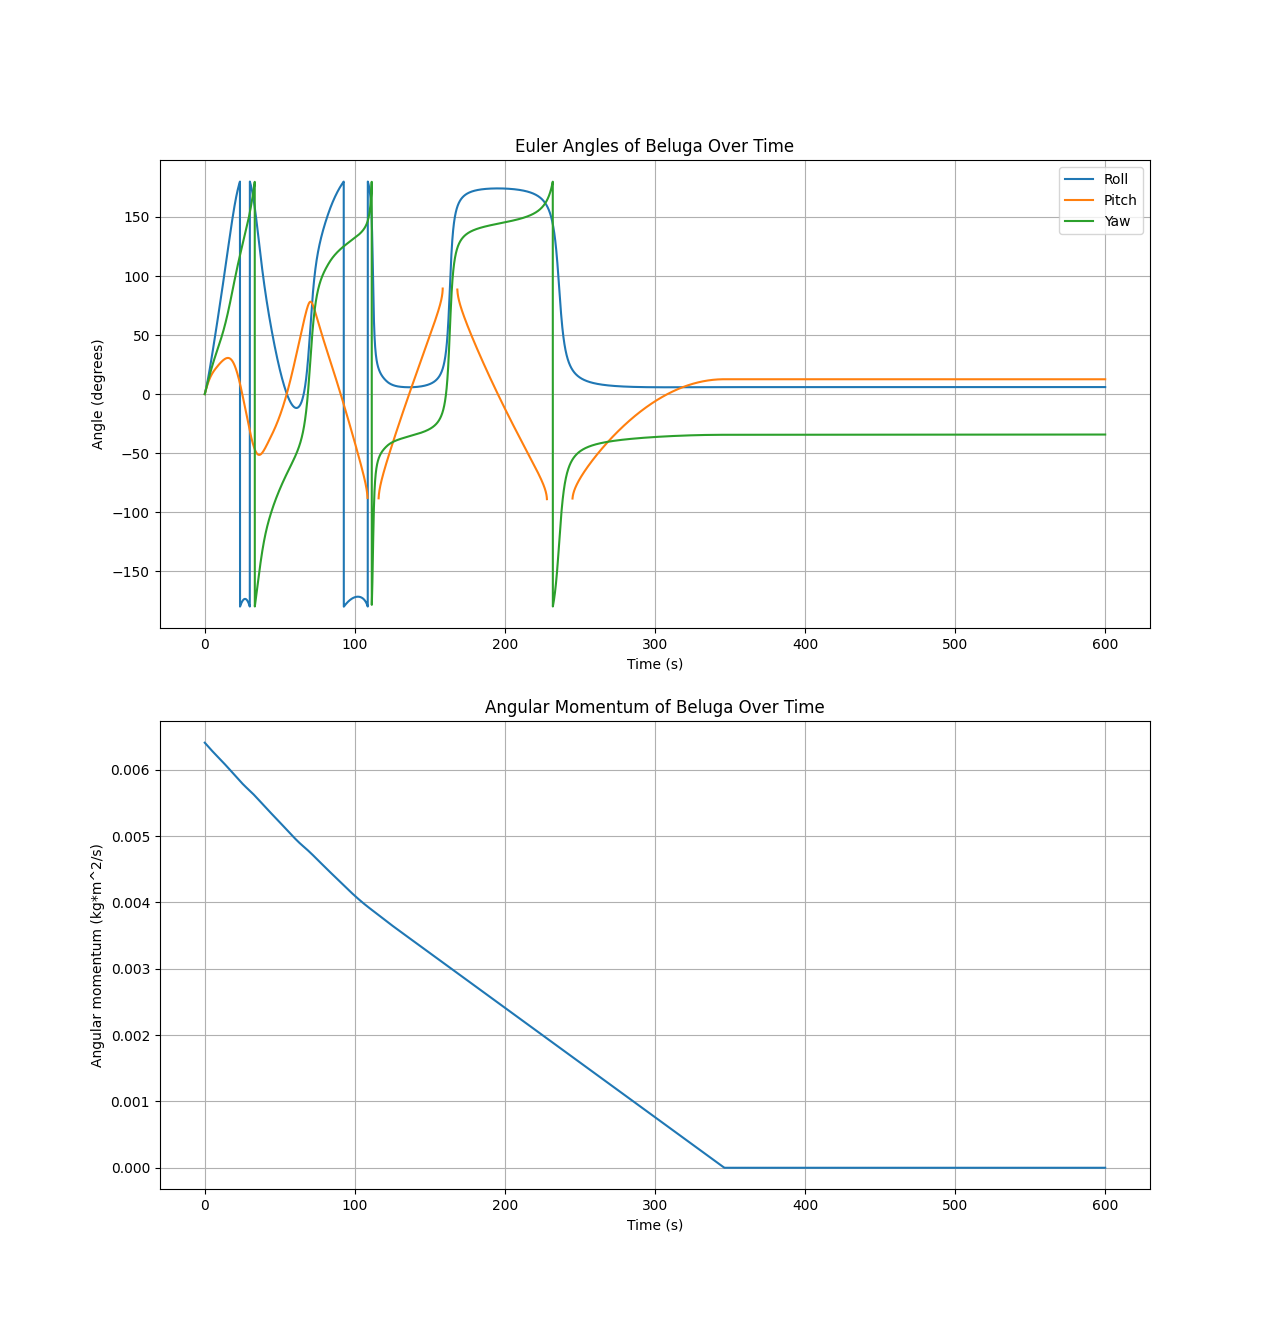 Euler Angles of Beluga Over Time
Angle (degrees)
150
100
50
0
−50
−100
−150
Roll
Pitch
Yaw
0 100 200 300 400 500 600
Time (s)
Angular Momentum of Beluga Over Time
Angular momentum (kg*m^2/s)
0.006
0.005
0.004
0.003
0.002
0.001
0.000
0 100 200 300 400 500 600
Time (s)